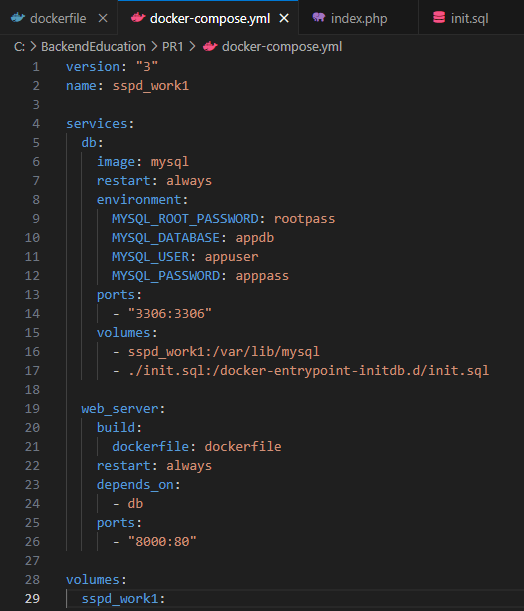 dockerfile docker-compose.yml index.php init.sql
C: > BackendEducation > PR1 > docker-compose.yml
1 version: "3"
2 name: sspd_work1
3
4 services:
5   db:
6     image: mysql
7     restart: always
8     environment:
9       MYSQL_ROOT_PASSWORD: rootpass
10       MYSQL_DATABASE: appdb
11       MYSQL_USER: appuser
12       MYSQL_PASSWORD: apppass
13     ports:
14       - "3306:3306"
15     volumes:
16       - sspd_work1:/var/lib/mysql
17       - ./init.sql:/docker-entrypoint-initdb.d/init.sql
18
19   web_server:
20     build:
21       dockerfile: dockerfile
22     restart: always
23     depends_on:
24       - db
25     ports:
26       - "8000:80"
27
28 volumes:
29   sspd_work1: